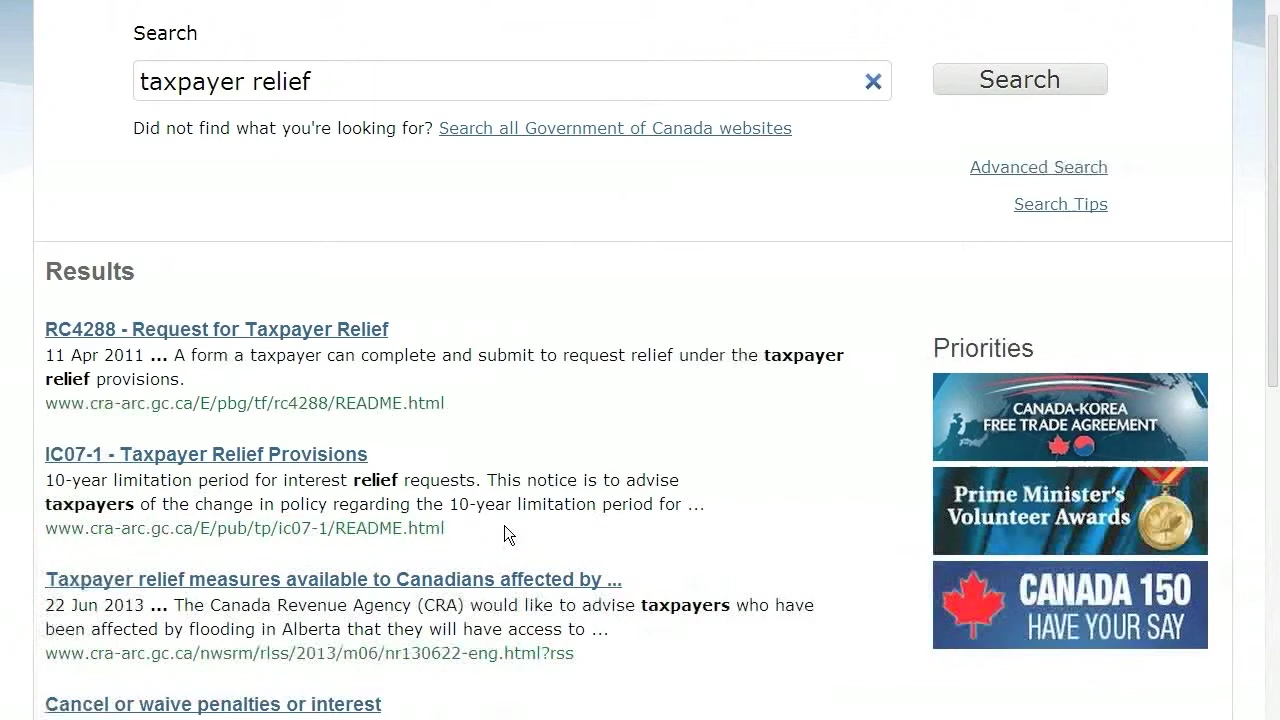 Search
taxpayer relief
Search
Did not find what you're looking for? Search all Government of Canada websites
Advanced Search
Search Tips
Results
RC4288 - Request for Taxpayer Relief
11 Apr 2011 ... A form a taxpayer can complete and submit to request relief under the taxpayer
relief provisions.
www.cra-arc.gc.ca/E/pbg/tf/rc4288/README.html
IC07-1 - Taxpayer Relief Provisions
10-year limitation period for interest relief requests. This notice is to advise
taxpayers of the change in policy regarding the 10-year limitation period for ...
www.cra-arc.gc.ca/E/pub/tp/ic07-1/README.html
Taxpayer relief measures available to Canadians affected by ...
22 Jun 2013 ... The Canada Revenue Agency (CRA) would like to advise taxpayers who have
been affected by flooding in Alberta that they will have access to ...
www.cra-arc.gc.ca/nwsrm/rlss/2013/m06/nr130622-eng.html?rss
Cancel or waive penalties or interest
Priorities
CANADA-KOREA
FREE TRADE AGREEMENT
Prime Minister's
Volunteer Awards
CANADA 150
HAVE YOUR SAY